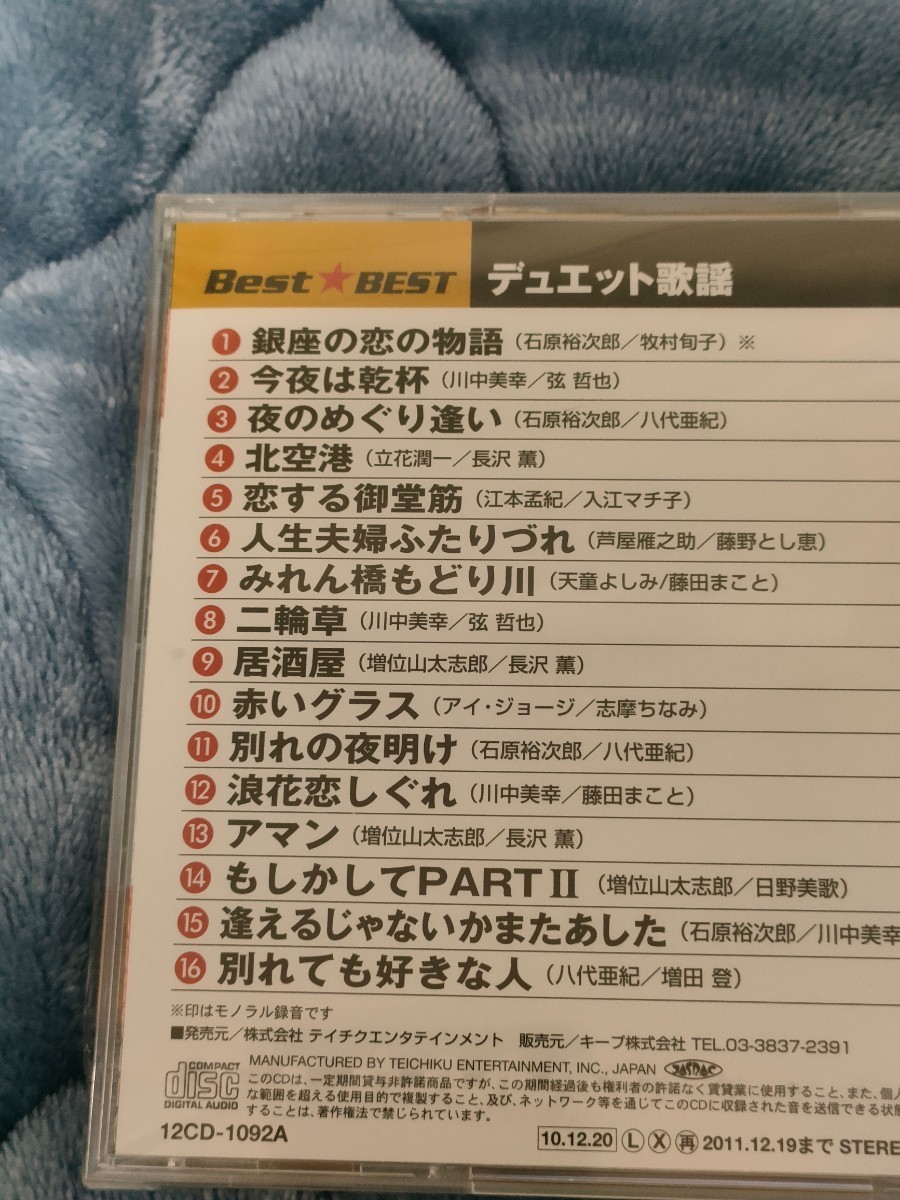 Best★BEST デュエット歌謡
1 銀座の恋の物語（石原裕次郎／牧村旬子）※
2 今夜は乾杯（川中美幸／弦 哲也）
3 夜のめぐり逢い（石原裕次郎／八代亜紀）
4 北空港（立花潤一／長沢 薫）
5 恋する御堂筋（江本孟紀／入江マチ子）
6 人生夫婦ふたりづれ（芦屋雁之助／藤野とし恵）
7 みれん橋もどり川（天童よしみ/藤田まこと）
8 二輪草（川中美幸／弦 哲也）
9 居酒屋（増位山太志郎／長沢 薫）
10 赤いグラス（アイ・ジョージ／志摩ちなみ）
11 別れの夜明け（石原裕次郎／八代亜紀）
12 浪花恋しぐれ（川中美幸／藤田まこと）
13 アマン（増位山太志郎／長沢 薫）
14 もしかしてPARTⅡ（増位山太志郎／日野美歌）
15 逢えるじゃないかまたあした（石原裕次郎／川中美幸
16 別れても好きな人（八代亜紀／増田 登）
※印はモノラル録音です
■発売元／株式会社 テイチクエンタテインメント 販売元／キープ株式会社 TEL.03-3837-2391
COMPACT disc DIGITAL AUDIO
MANUFACTURED BY TEICHIKU ENTERTAINMENT, INC., JAPAN JASRAC
このCDは、一定期間貸与非許諾商品ですが、この期間経過後も権利者の許諾なく賃貸業に使用すること、また、個人
な範囲を超える使用目的で複製すること、及び、ネットワーク等を通じてこのCDに収録された音を送信できる状態
することは、著作権法で禁じられています。
12CD-1092A
10.12.20 Ⓛ Ⓧ ㊢ 2011.12.19まで STEREO